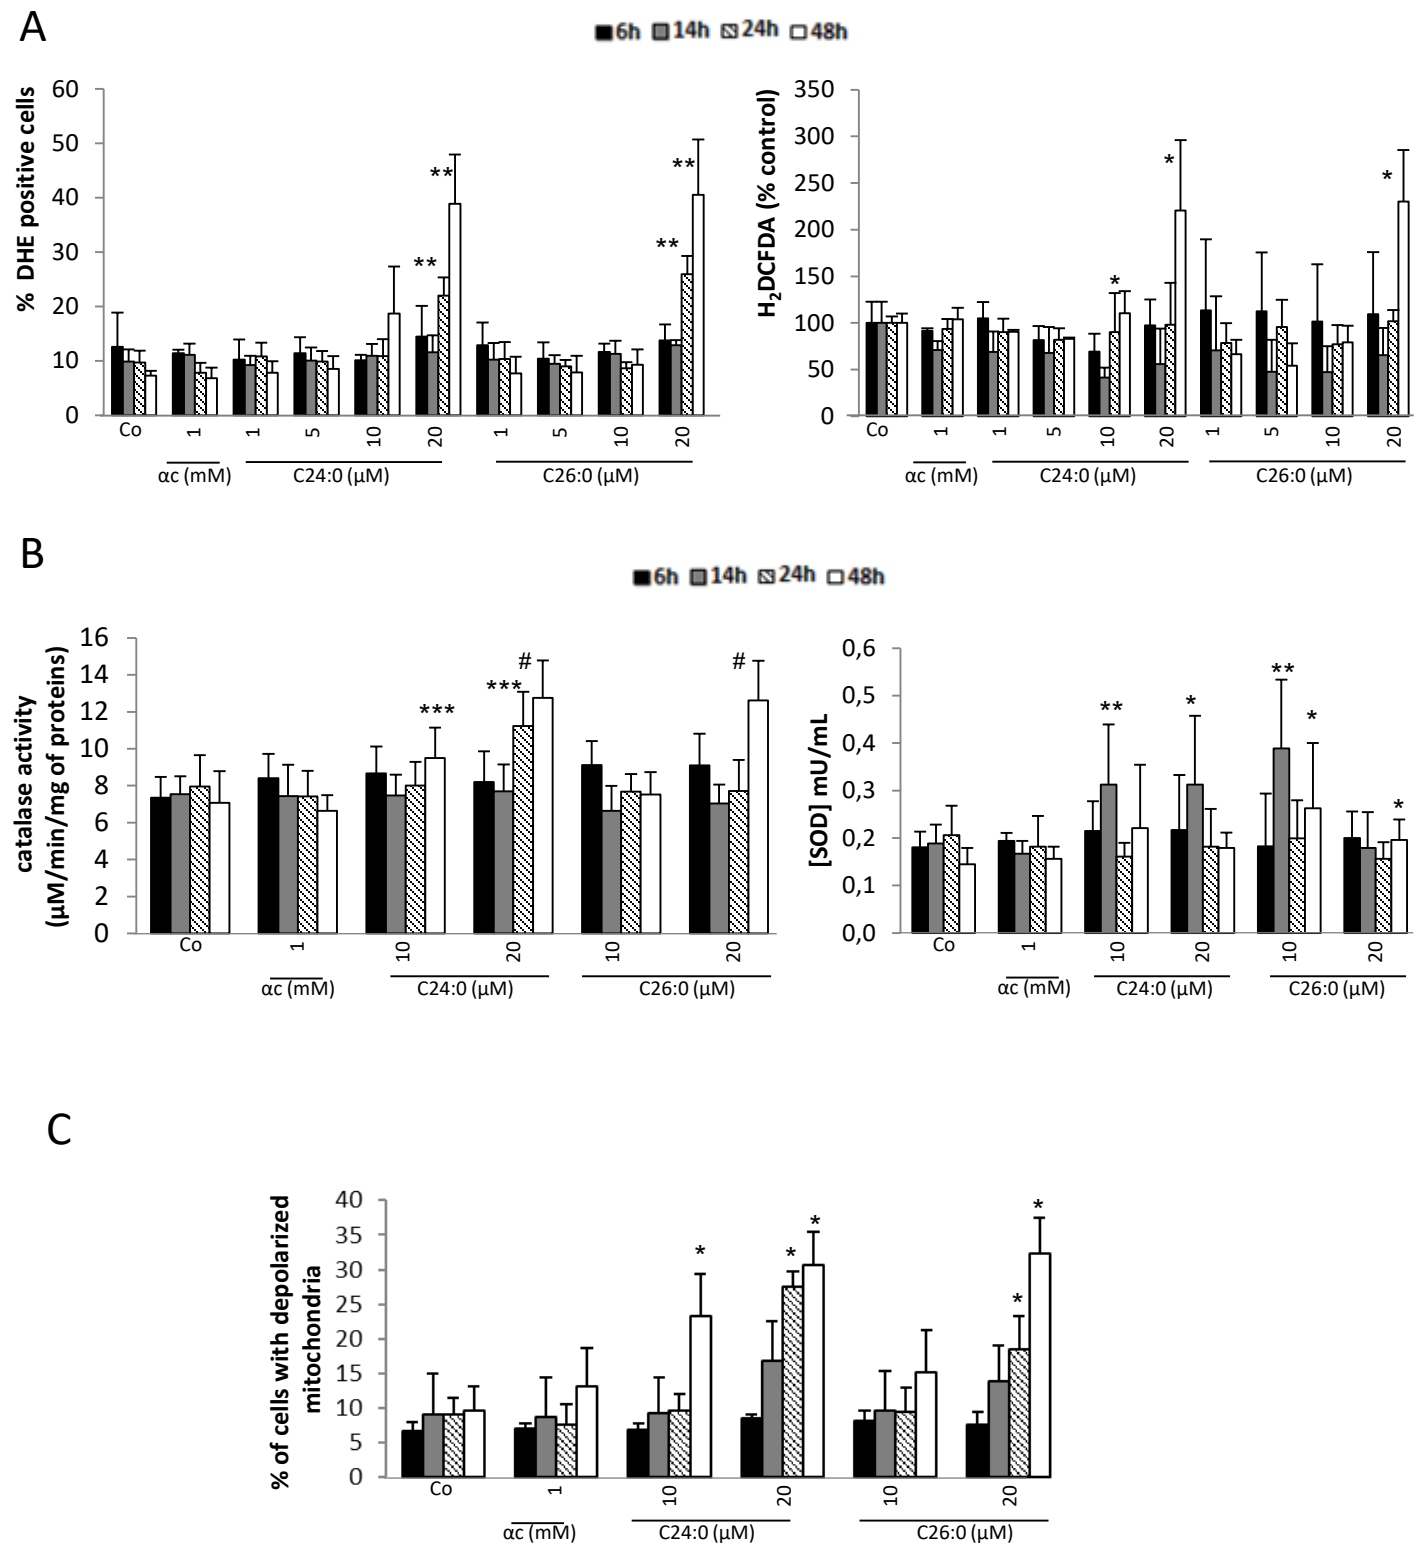 A
6h 14h 24h 48h
% DHE positive cells
60
50
40
30
20
10
0
** ** ** **
Co 1 1 5 10 20 1 5 10 20
αc (mM) C24:0 (µM) C26:0 (µM)
H₂DCFDA (% control)
350
300
250
200
150
100
50
0
* * *
Co 1 1 5 10 20 1 5 10 20
αc (mM) C24:0 (µM) C26:0 (µM)
B
6h 14h 24h 48h
catalase activity
(µM/min/mg of proteins)
16
14
12
10
8
6
4
2
0
*** *** # #
Co 1 10 20 10 20
αc (mM) C24:0 (µM) C26:0 (µM)
[SOD] mU/mL
0,6
0,5
0,4
0,3
0,2
0,1
0,0
** * ** * *
Co 1 10 20 10 20
αc (mM) C24:0 (µM) C26:0 (µM)
C
% of cells with depolarized
mitochondria
40
35
30
25
20
15
10
5
0
* * * * *
Co 1 10 20 10 20
αc (mM) C24:0 (µM) C26:0 (µM)